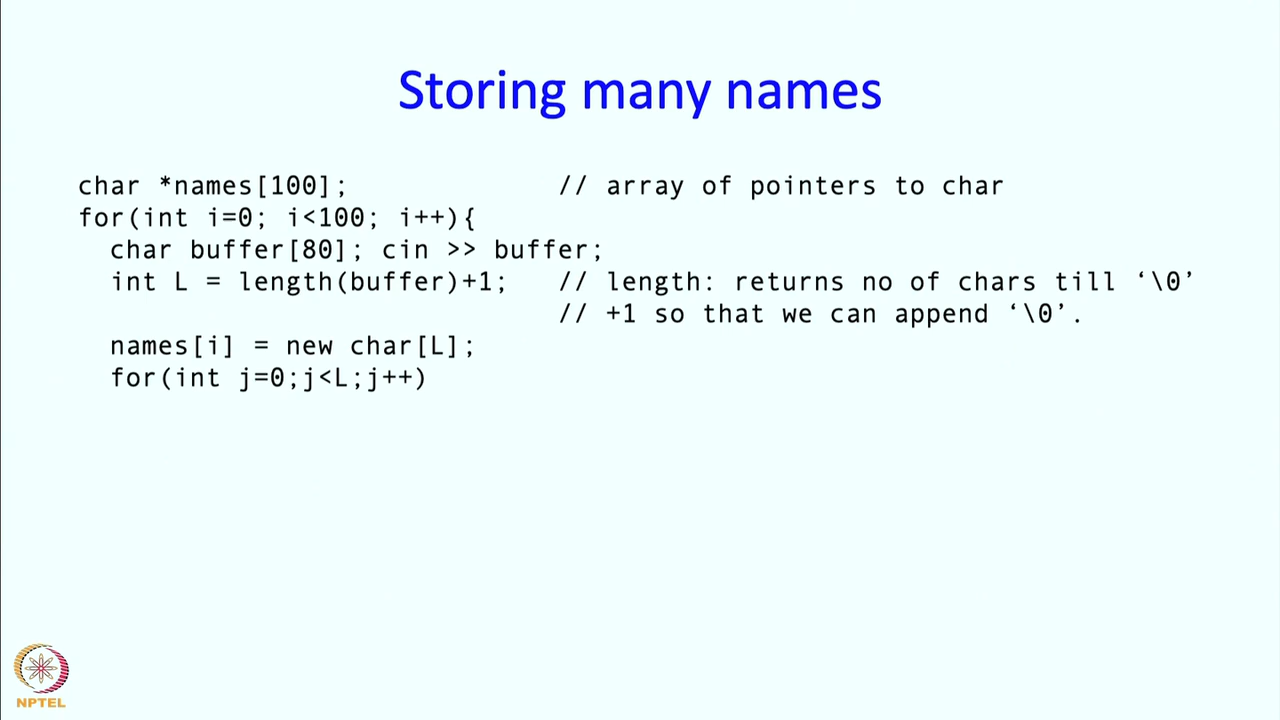 Storing many names
char *names[100]; // array of pointers to char
for(int i=0; i<100; i++){
char buffer[80]; cin >> buffer;
int L = length(buffer)+1; // length: returns no of chars till ‘\0’
// +1 so that we can append ‘\0’.
names[i] = new char[L];
for(int j=0;j<L;j++)
NPTEL